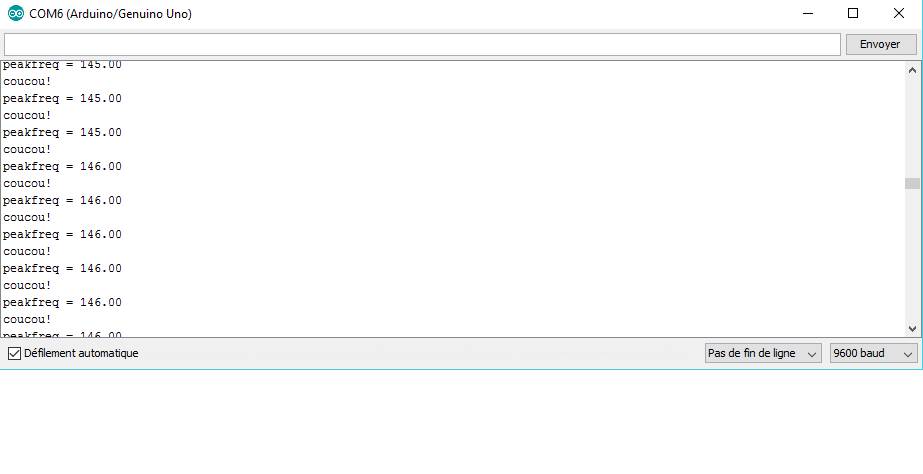 COM6 (Arduino/Genuino Uno)
Envoyer
peakfreq = 145.00
coucou!
peakfreq = 145.00
coucou!
peakfreq = 145.00
coucou!
peakfreq = 146.00
coucou!
peakfreq = 146.00
coucou!
peakfreq = 146.00
coucou!
peakfreq = 146.00
coucou!
peakfreq = 146.00
coucou!
peakfreq = 146.00
Défilement automatique
Pas de fin de ligne
9600 baud